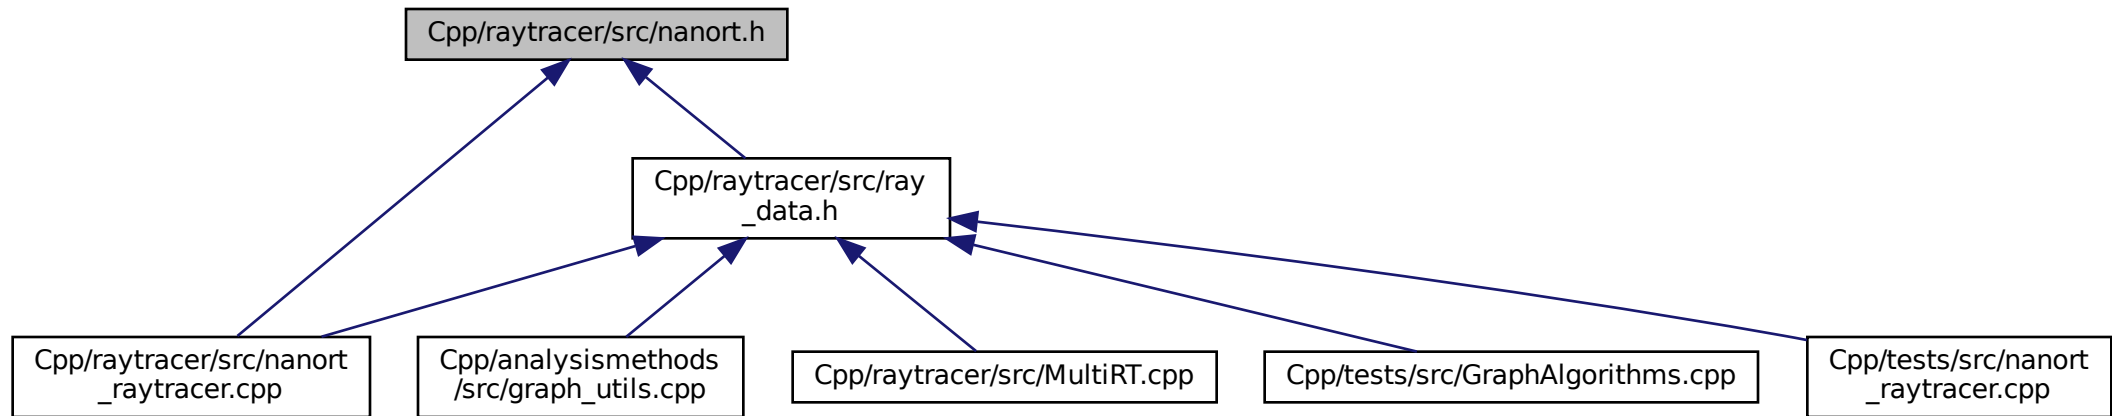 Cpp/raytracer/src/nanort.h
Cpp/raytracer/src/ray
_data.h
Cpp/raytracer/src/nanort
_raytracer.cpp
Cpp/analysismethods
/src/graph_utils.cpp
Cpp/raytracer/src/MultiRT.cpp
Cpp/tests/src/GraphAlgorithms.cpp
Cpp/tests/src/nanort
_raytracer.cpp